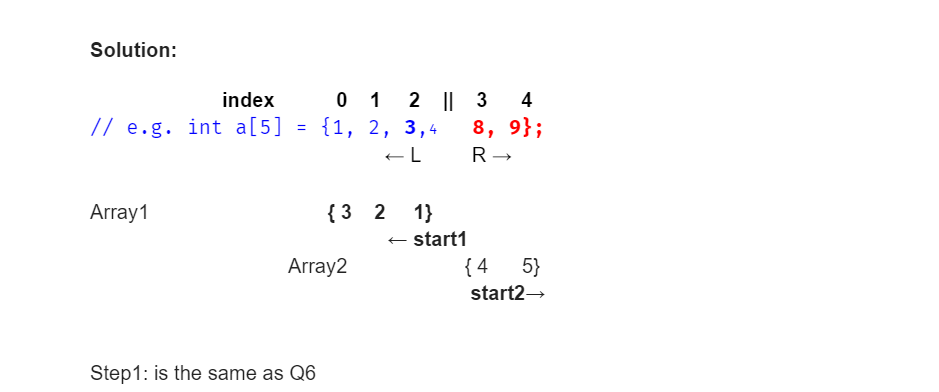 Solution:
index 0 1 2 || 3 4
// e.g. int a[5] = {1, 2, 3,4 8, 9};
← L R →
Array1 { 3 2 1}
← start1
Array2 { 4 5}
start2→
Step1: is the same as Q6